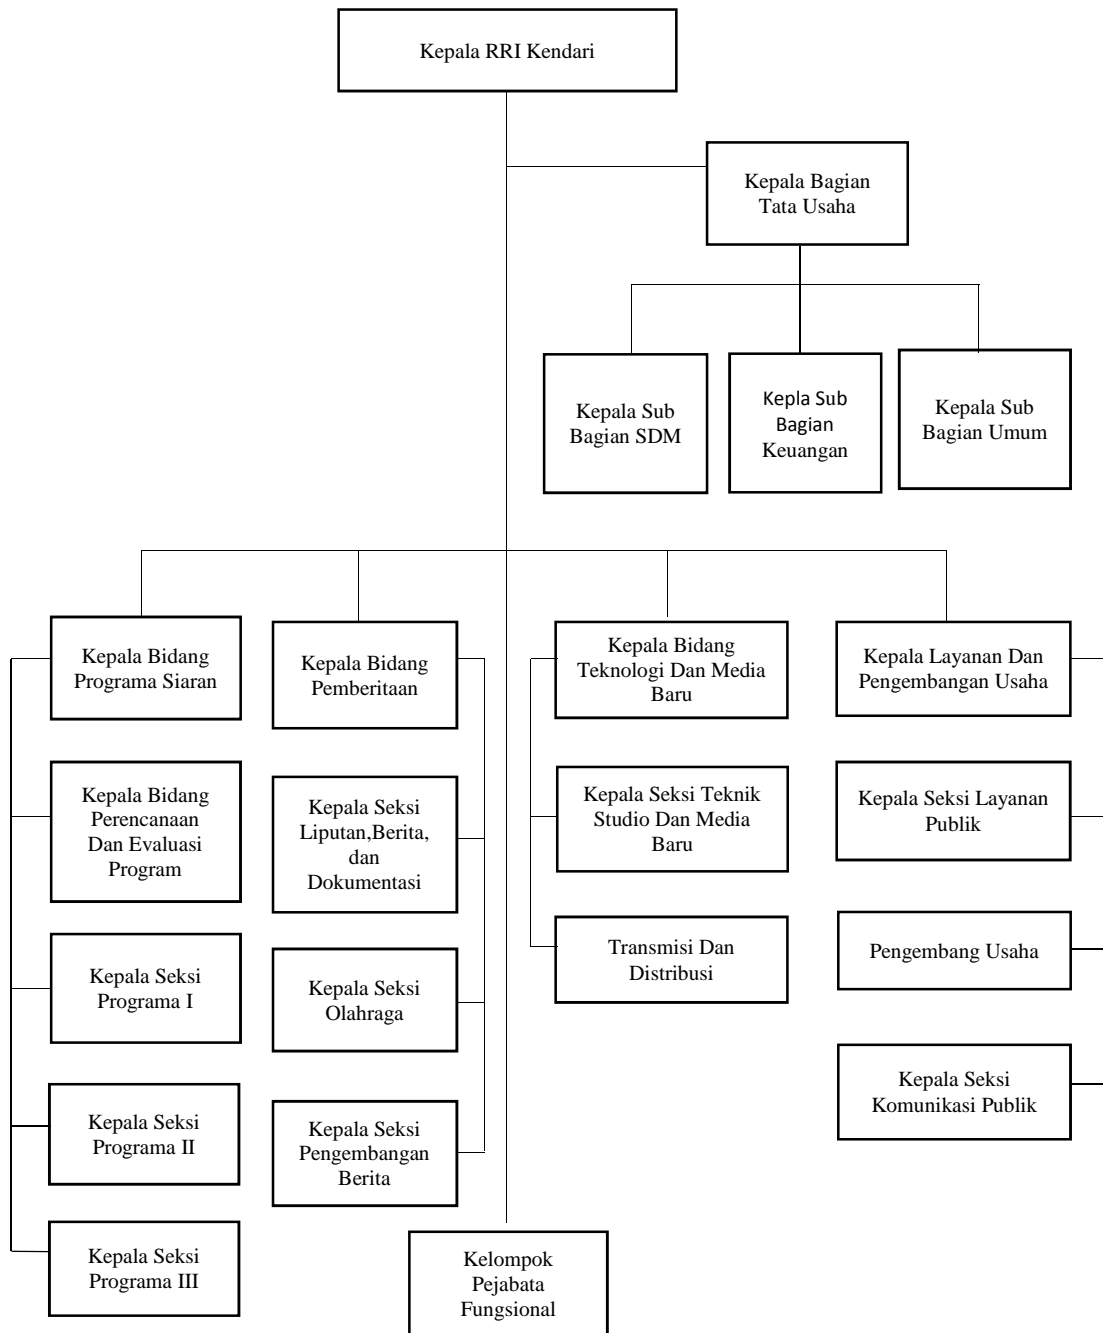 Kepala RRI Kendari
Kepala Bagian
Tata Usaha
Kepala Sub
Bagian SDM
Kepla Sub
Bagian
Keuangan
Kepala Sub
Bagian Umum
Kepala Bidang
Programa Siaran
Kepala Bidang
Perencanaan
Dan Evaluasi
Program
Kepala Seksi
Programa I
Kepala Seksi
Programa II
Kepala Seksi
Programa III
Kepala Bidang
Pemberitaan
Kepala Seksi
Liputan,Berita,
dan
Dokumentasi
Kepala Seksi
Olahraga
Kepala Seksi
Pengembangan
Berita
Kepala Bidang
Teknologi Dan Media
Baru
Kepala Seksi Teknik
Studio Dan Media
Baru
Transmisi Dan
Distribusi
Kepala Layanan Dan
Pengembangan Usaha
Kepala Seksi Layanan
Publik
Pengembang Usaha
Kepala Seksi
Komunikasi Publik
Kelompok
Pejabata
Fungsional